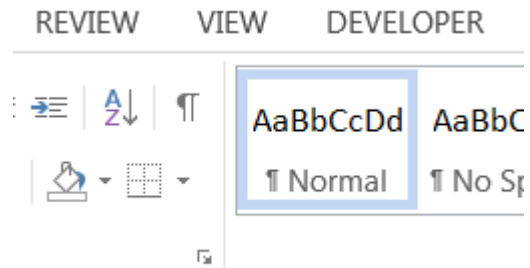 REVIEW VIEW DEVELOPER
A Z ¶ AaBbCcDd AaBbC
¶ Normal ¶ No Sp